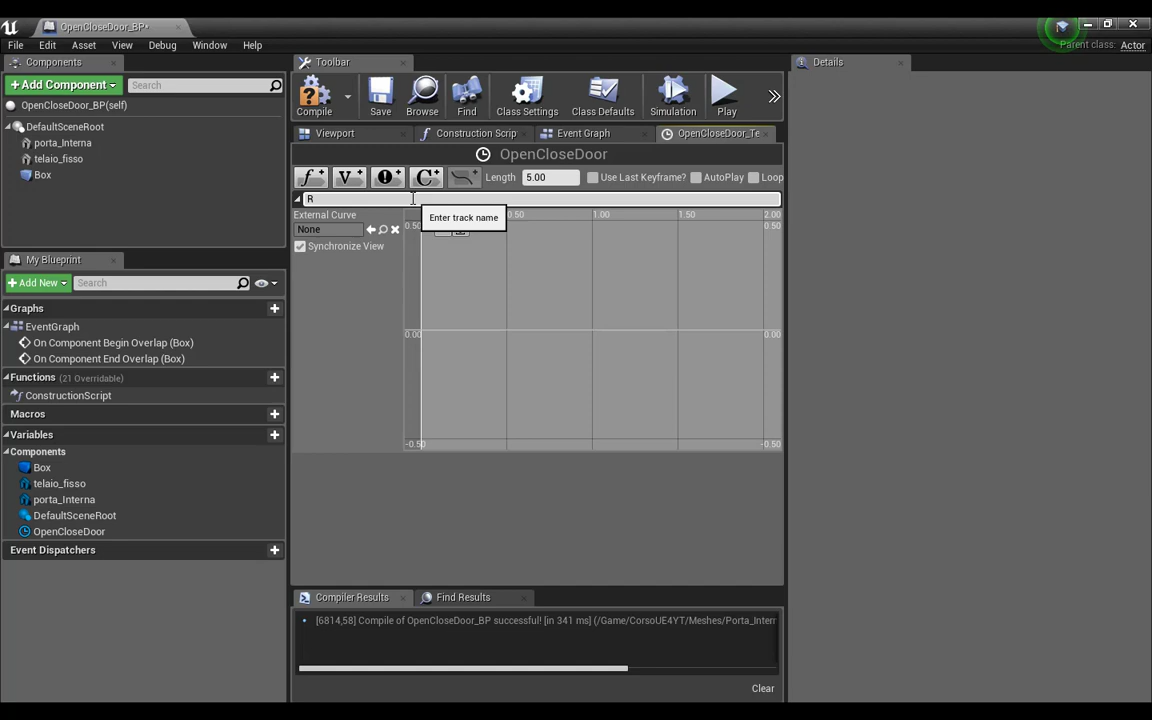 OpenCloseDoor_BP*
File Edit Asset View Debug Window Help
Parent class: Actor
Components
Add Component
Search
OpenCloseDoor_BP(self)
DefaultSceneRoot
porta_Interna
telaio_fisso
Box
My Blueprint
Add New
Search
Graphs
EventGraph
On Component Begin Overlap (Box)
On Component End Overlap (Box)
Functions (21 Overridable)
ConstructionScript
Macros
Variables
Components
Box
telaio_fisso
porta_Interna
DefaultSceneRoot
OpenCloseDoor
Event Dispatchers
Toolbar
Compile Save Browse Find Class Settings Class Defaults Simulation Play
Viewport Construction Scrip Event Graph OpenCloseDoor_Te
OpenCloseDoor
f V C Length 5.00 Use Last Keyframe? AutoPlay Loop
R
Enter track name
External Curve
None
Synchronize View
0.50 1.00 1.50 2.00
0.50 0.50
0.00 0.00
-0.50 -0.50
Compiler Results Find Results
[6814,58] Compile of OpenCloseDoor_BP successful! [in 341 ms] (/Game/CorsoUE4YT/Meshes/Porta_Intern
Clear
Details